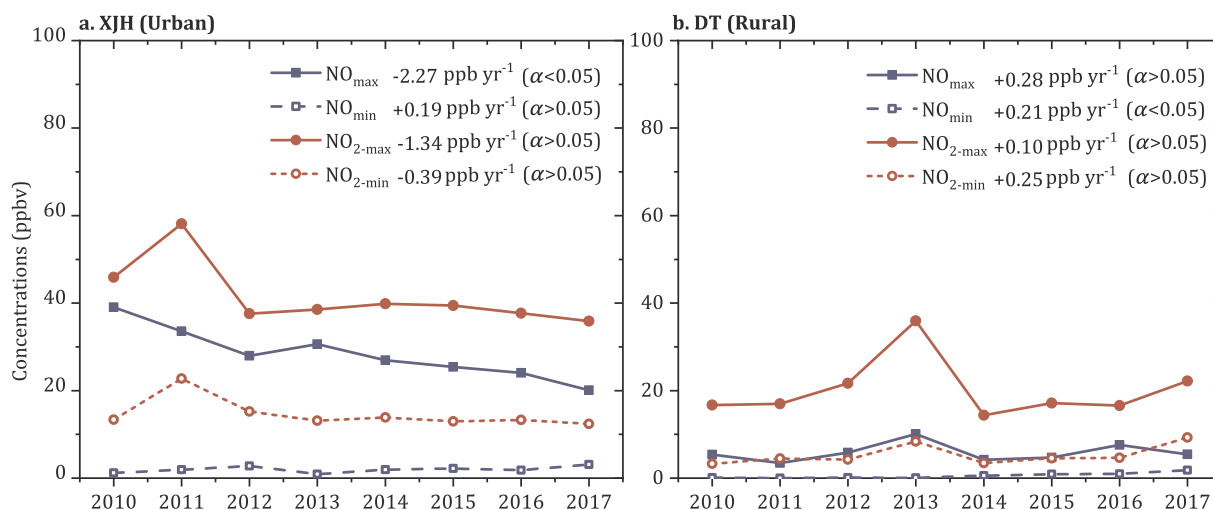 a. XJH (Urban)
100
80
60
40
20
0
Concentrations (ppbv)
NOmax -2.27 ppb yr-1 (α<0.05)
NOmin +0.19 ppb yr-1 (α>0.05)
NO2-max -1.34 ppb yr-1 (α>0.05)
NO2-min -0.39 ppb yr-1 (α>0.05)
2010 2011 2012 2013 2014 2015 2016 2017
b. DT (Rural)
100
80
60
40
20
0
NOmax +0.28 ppb yr-1 (α>0.05)
NOmin +0.21 ppb yr-1 (α<0.05)
NO2-max +0.10 ppb yr-1 (α>0.05)
NO2-min +0.25 ppb yr-1 (α>0.05)
2010 2011 2012 2013 2014 2015 2016 2017